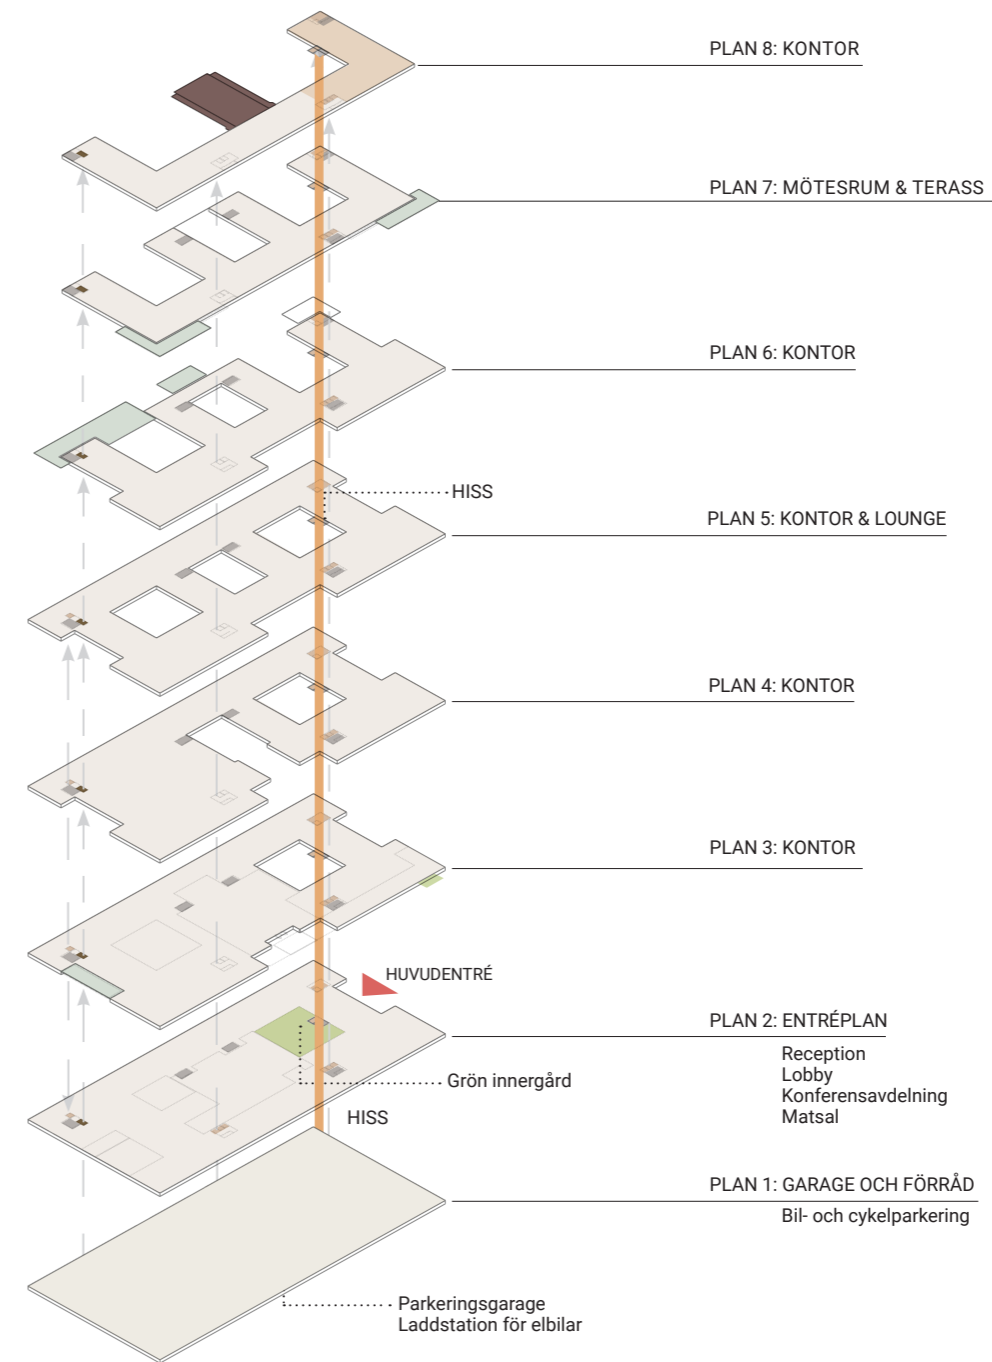 PLAN 8: KONTOR
PLAN 7: MÖTESRUM & TERASS
PLAN 6: KONTOR
HISS
PLAN 5: KONTOR & LOUNGE
PLAN 4: KONTOR
PLAN 3: KONTOR
HUVUDENTRÉ
PLAN 2: ENTRÉPLAN
Reception
Lobby
Konferensavdelning
Matsal
Grön innergård
HISS
PLAN 1: GARAGE OCH FÖRRÅD
Bil- och cykelparkering
Parkeringsgarage
Laddstation för elbilar